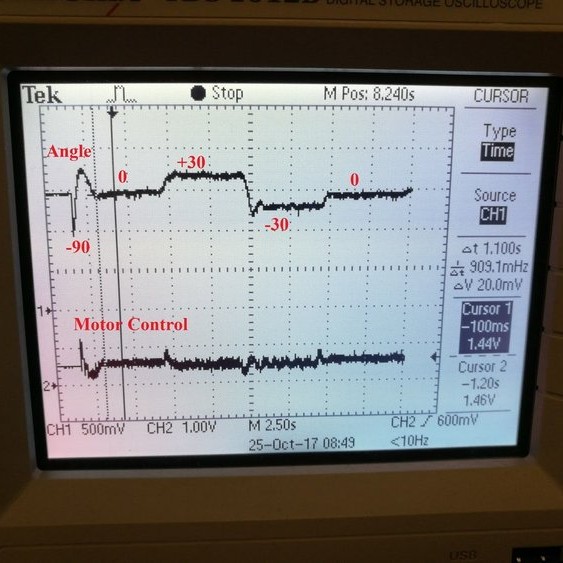 DIGITAL STORAGE OSCILLOSCOPE
Tek Stop M Pos: 8.240s CURSOR
Type
Time
Source
CH1
Δt 1.100s
1/Δt 909.1mHz
ΔV 20.0mV
Cursor 1
-100ms
1.44V
Cursor 2
-1.20s
1.46V
Angle
0
+30
-30
0
-90
1
Motor Control
2
CH1 500mV CH2 1.00V M 2.50s CH2 600mV
25-Oct-17 08:49 <10Hz
USB